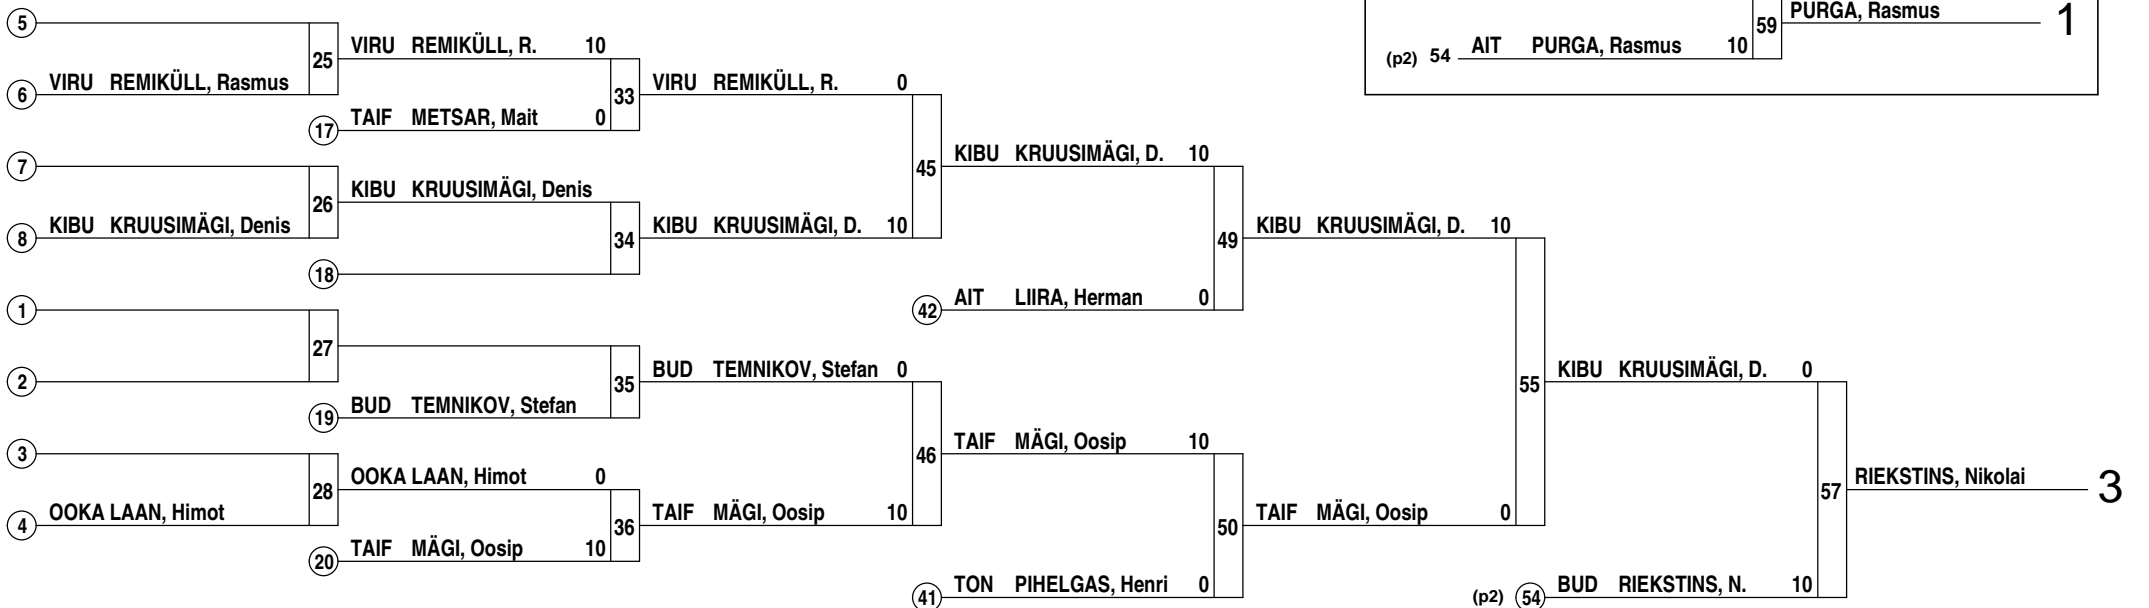 5
25
VIRU REMIKÜLL, R. 10
6 VIRU REMIKÜLL, Rasmus
33
VIRU REMIKÜLL, R. 0
17 TAIF METSAR, Mait 0
7
26
KIBU KRUUSIMÄGI, Denis
8 KIBU KRUUSIMÄGI, Denis
34
KIBU KRUUSIMÄGI, D. 10
18
45
KIBU KRUUSIMÄGI, D. 10
49
KIBU KRUUSIMÄGI, D. 10
42 AIT LIIRA, Herman 0
1
27
2
35
BUD TEMNIKOV, Stefan 0
19 BUD TEMNIKOV, Stefan
3
28
OOKA LAAN, Himot 0
4 OOKA LAAN, Himot
36
TAIF MÄGI, Oosip 10
20 TAIF MÄGI, Oosip 10
46
TAIF MÄGI, Oosip 10
50
TAIF MÄGI, Oosip 0
41 TON PIHELGAS, Henri 0
55
KIBU KRUUSIMÄGI, D. 0
57
RIEKSTINS, Nikolai 3
(p2) 54 BUD RIEKSTINS, N. 10
59
PURGA, Rasmus 1
(p2) 54 AIT PURGA, Rasmus 10